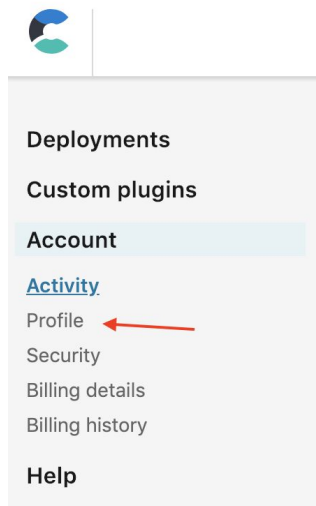 Deployments
Custom plugins
Account
Activity
Profile
Security
Billing details
Billing history
Help